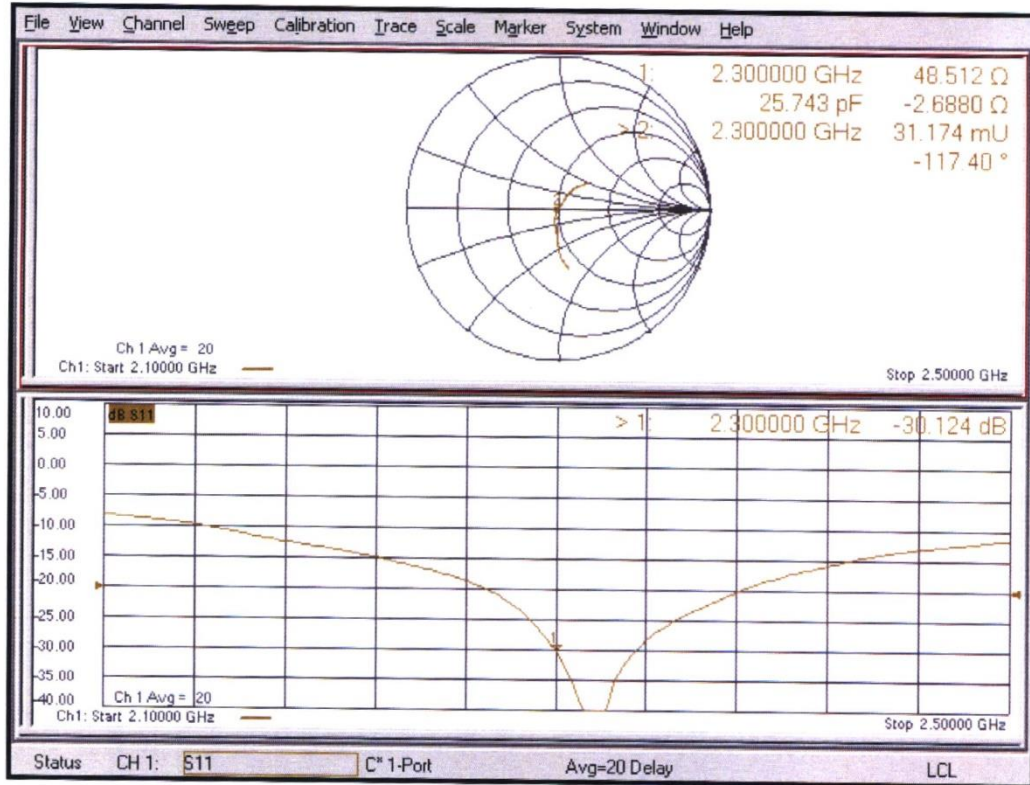 File View Channel Sweep Calibration Trace Scale Marker System Window Help
1: 2.300000 GHz 48.512 Ω
25.743 pF -2.6880 Ω
> 2: 2.300000 GHz 31.174 mU
-117.40 °
Ch 1 Avg = 20
Ch1: Start 2.10000 GHz
Stop 2.50000 GHz
10.00
dB S11
> 1: 2.300000 GHz -30.124 dB
5.00
0.00
-5.00
-10.00
-15.00
-20.00
-25.00
-30.00
1
-35.00
-40.00
Ch 1 Avg = 20
Ch1: Start 2.10000 GHz
Stop 2.50000 GHz
Status CH 1: S11 C* 1-Port Avg=20 Delay LCL